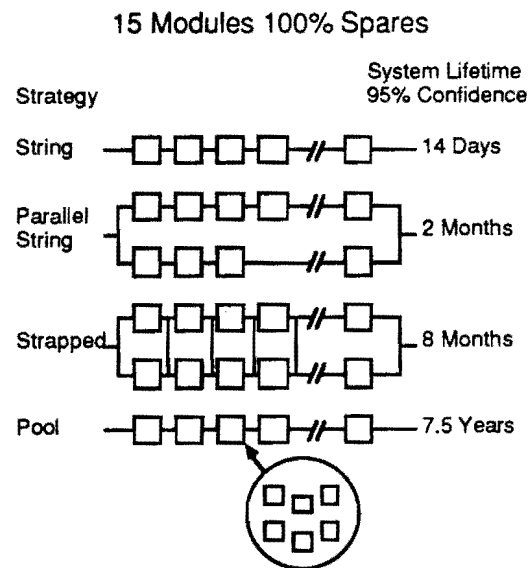 15 Modules 100% Spares
System Lifetime
Strategy 95% Confidence
String 14 Days
Parallel
String 2 Months
Strapped 8 Months
Pool 7.5 Years